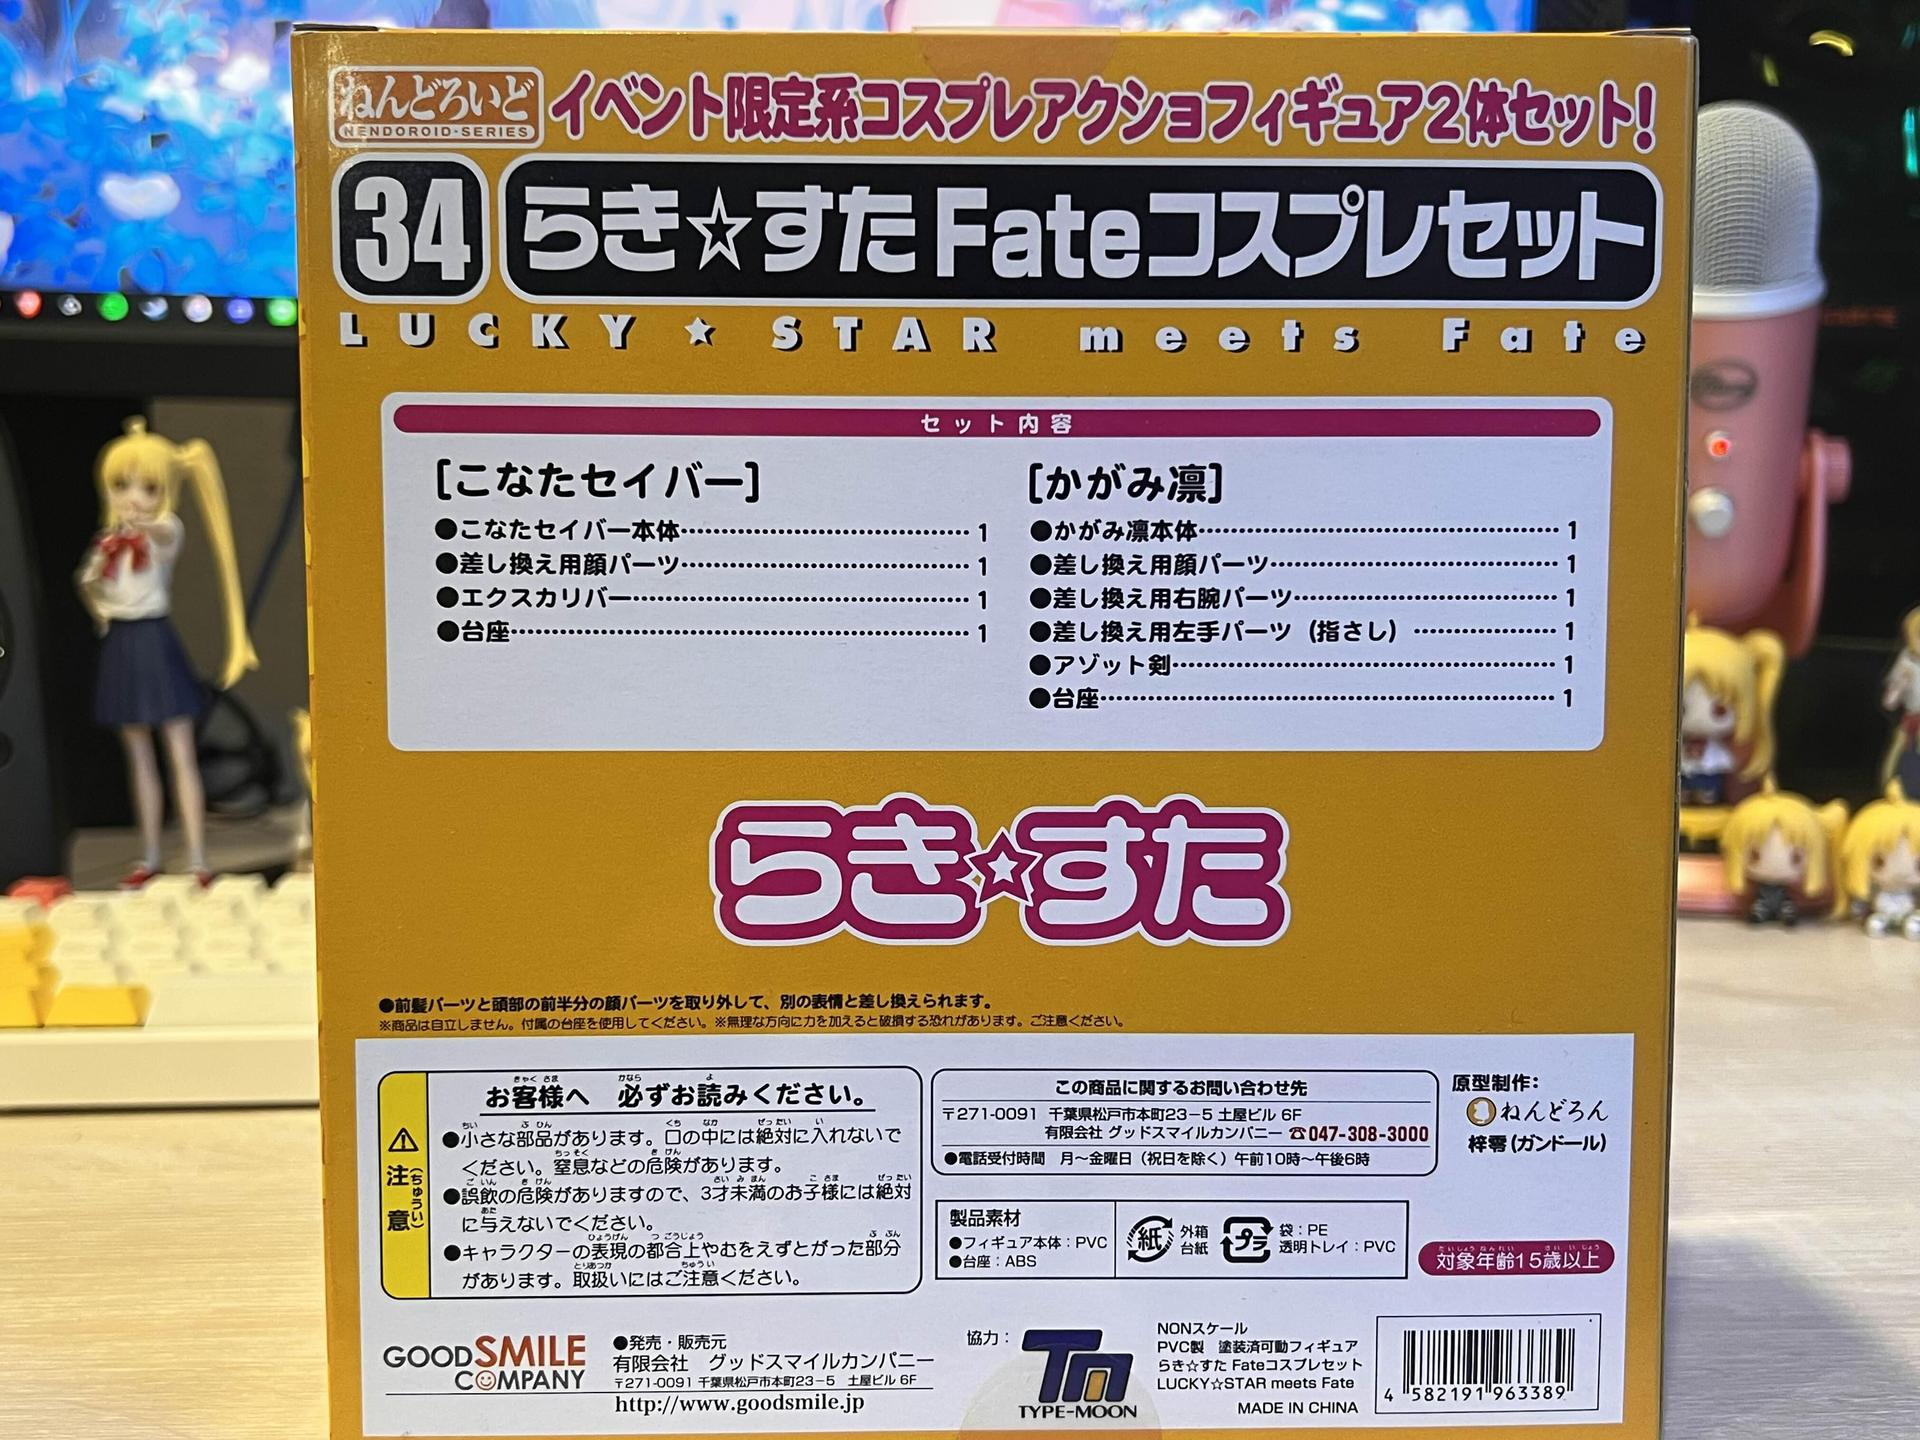 ねんどろいど
NENDOROID-SERIES
イベント限定系コスプレアクショフィギュア2体セット!
34
らき☆すた Fateコスプレセット
LUCKY★STAR meets Fate
セット内容
[こなたセイバー]
●こなたセイバー本体……1
●差し換え用顔パーツ……1
●エクスカリバー……1
●台座……1
[かがみ凛]
●かがみ凛本体……1
●差し換え用顔パーツ……1
●差し換え用右腕パーツ……1
●差し換え用左手パーツ（指さし）……1
●アゾット剣……1
●台座……1
らき☆すた
●前髪パーツと頭部の前半分の顔パーツを取り外して、別の表情と差し換えられます。
※商品は自立しません。付属の台座を使用してください。※無理な方向に力を加えると破損する恐れがあります。ご注意ください。
注意(ちゅうい)
お客様へ　必ずお読みください。
●小さな部品があります。口の中には絶対に入れないで
ください。窒息などの危険があります。
●誤飲の危険がありますので、3才未満のお子様には絶対
に与えないでください。
●キャラクターの表現の都合上やむをえずとがった部分
があります。取扱いにはご注意ください。
この商品に関するお問い合わせ先
〒271-0091 千葉県松戸市本町23-5 土屋ビル 6F
有限会社 グッドスマイルカンパニー ☎047-308-3000
●電話受付時間　月〜金曜日（祝日を除く）午前10時〜午後6時
原型制作：
ねんどろん
梓澪(ガンドール)
製品素材
●フィギュア本体：PVC
●台座：ABS
紙
外箱
台紙
プラ
袋：PE
透明トレイ：PVC
対象年齢15歳以上
GOOD SMILE
COMPANY
●発売・販売元
有限会社　グッドスマイルカンパニー
〒271-0091 千葉県松戸市本町23-5　土屋ビル 6F
http://www.goodsmile.jp
協力：
TM
TYPE-MOON
NONスケール
PVC製　塗装済可動フィギュア
らき☆すた Fateコスプレセット
LUCKY☆STAR meets Fate
MADE IN CHINA
4 582191 963389